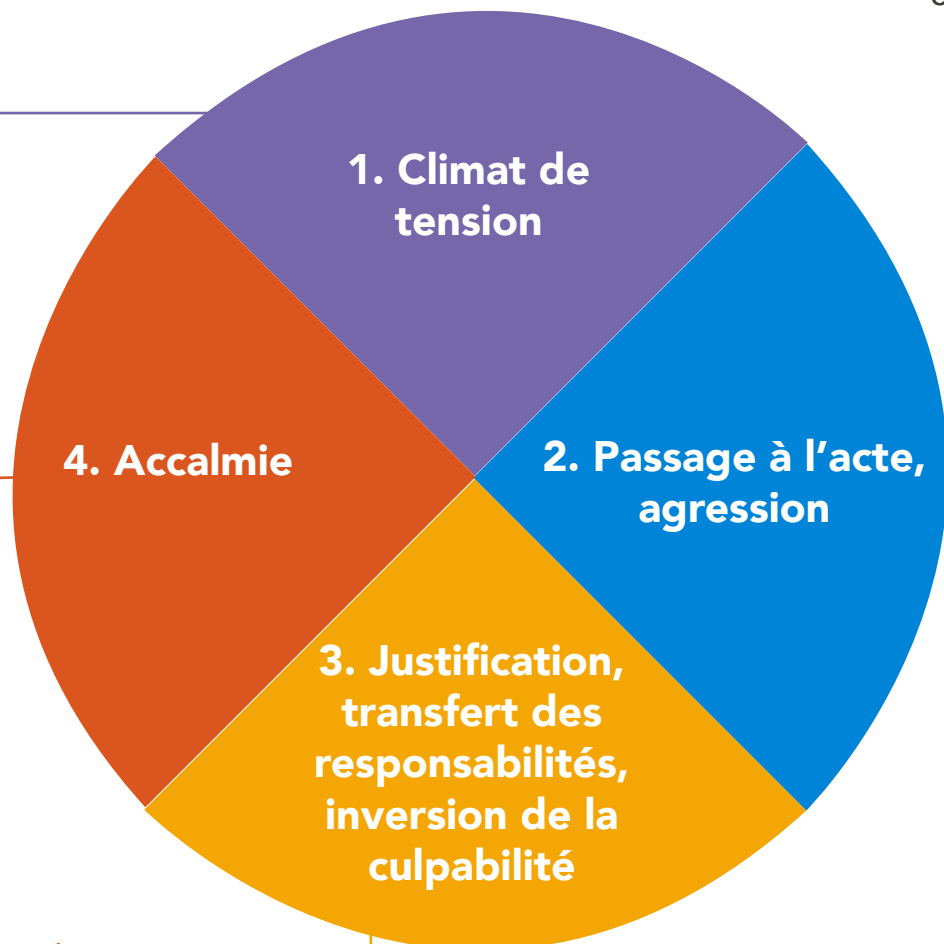 1. Climat de
tension
2. Passage à l’acte,
agression
3. Justification,
transfert des
responsabilités,
inversion de la
culpabilité
4. Accalmie